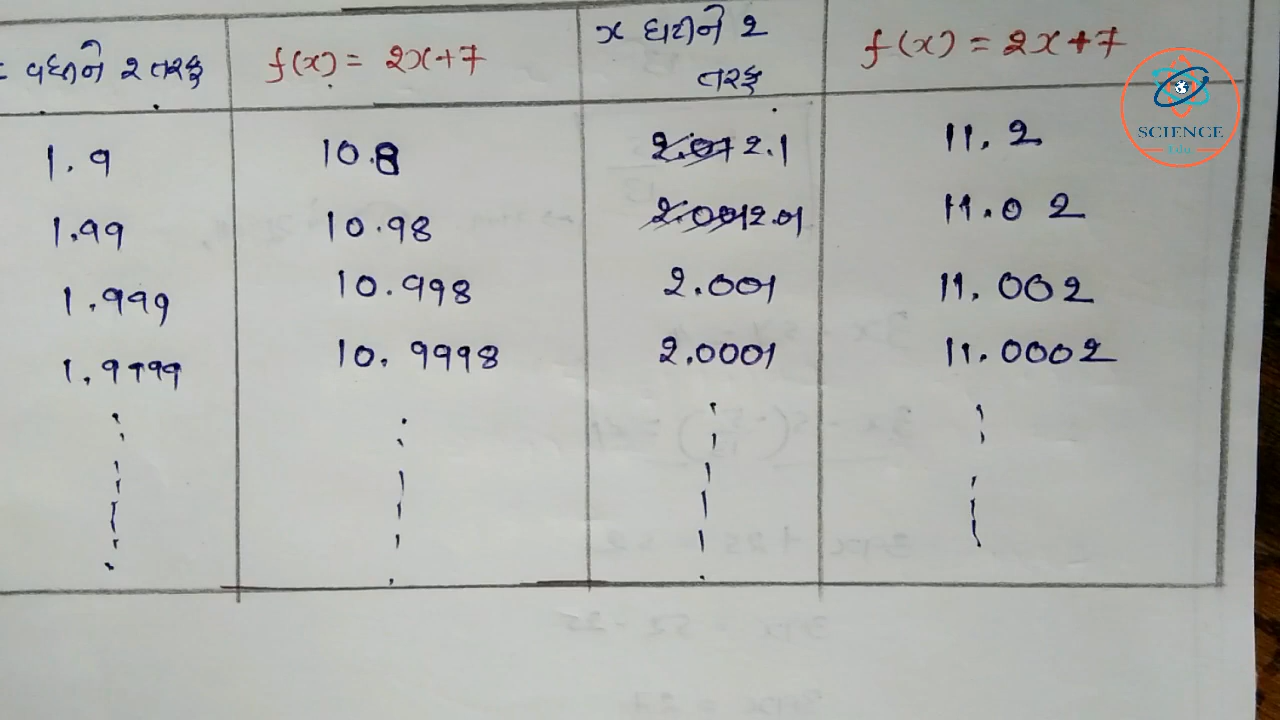 x વધીને 2 તરફ f(x) = 2x+7 x ઘટીને 2 તરફ f(x) = 2x+7
1.9 10.8 2.1 11.2
1.99 10.98 2.01 11.02
1.999 10.998 2.001 11.002
1.9999 10.9998 2.0001 11.0002
SCIENCE
Edu